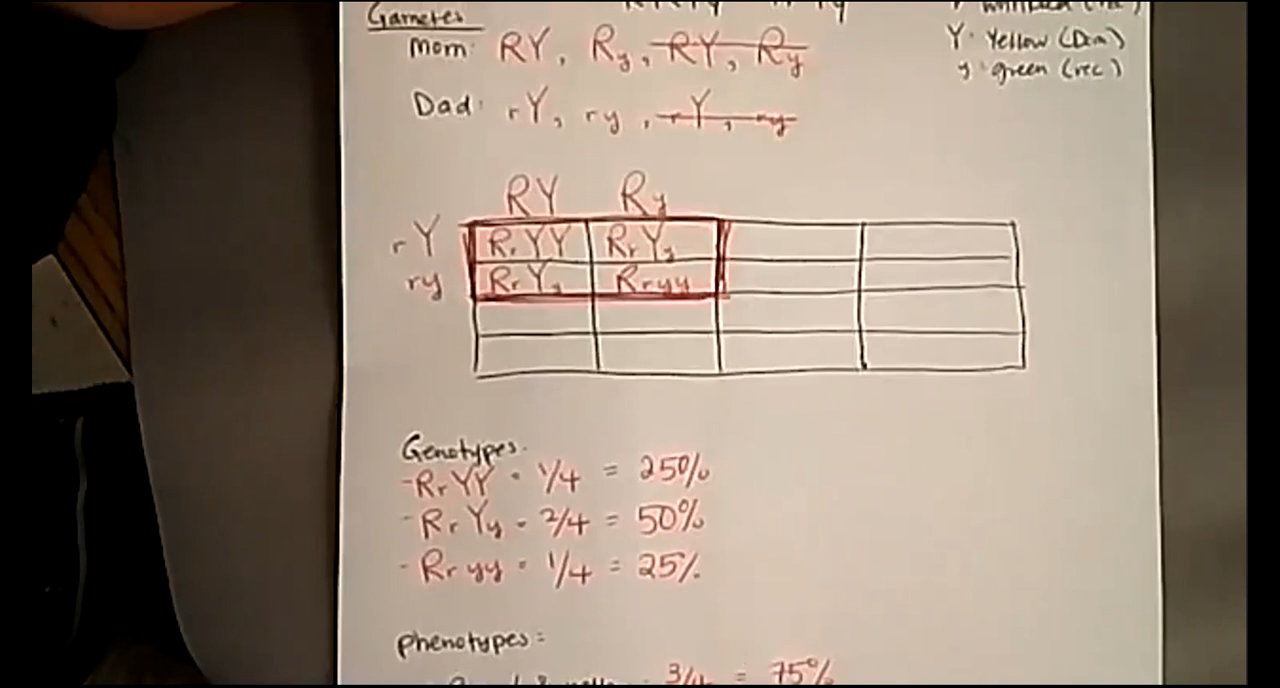 Gametes
Y: Yellow (Dom)
mom: RY, Ry, RY, Ry
y: green (rec)
Dad: rY, ry, rY, ry
RY Ry
rY RrYY RrYy
ry RrYy Rryy
Genotypes:
- RrYY = 1/4 = 25%
- RrYy = 2/4 = 50%
- Rryy = 1/4 = 25%
Phenotypes:
3/4 = 75%